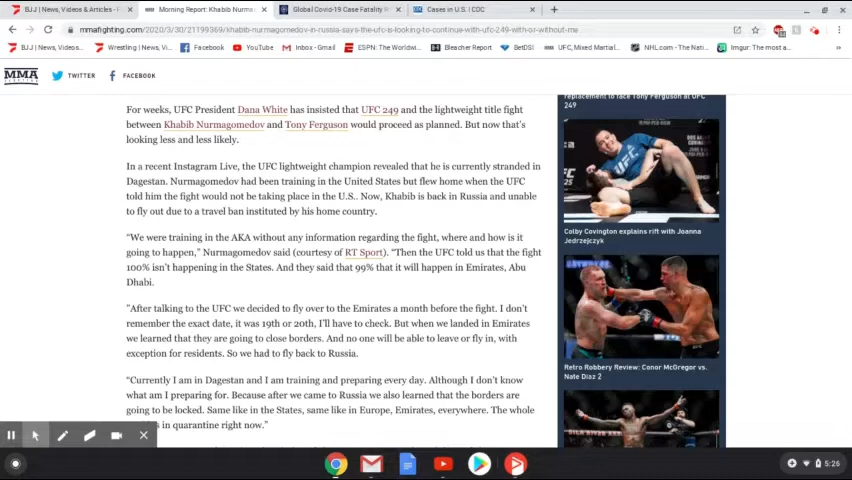 BJJ | News, Videos & Articles - F
Morning Report: Khabib Nurma
Global Covid-19 Case Fatality R
Cases in U.S. | CDC
mmafighting.com/2020/3/30/21199369/khabib-nurmagomedov-in-russia-says-the-ufc-is-looking-to-continue-with-ufc-249-with-or-without-me
BJJ | News, Videos...
Wrestling | News, Vi...
Facebook
YouTube
Inbox - Gmail
ESPN: The Worldwi...
Bleacher Report
BetDSI
UFC, Mixed Martial...
NHL.com - The Nati...
Imgur: The most a...
MMA
TWITTER
FACEBOOK
For weeks, UFC President Dana White has insisted that UFC 249 and the lightweight title fight
between Khabib Nurmagomedov and Tony Ferguson would proceed as planned. But now that's
looking less and less likely.
In a recent Instagram Live, the UFC lightweight champion revealed that he is currently stranded in
Dagestan. Nurmagomedov had been training in the United States but flew home when the UFC
told him the fight would not be taking place in the U.S.. Now, Khabib is back in Russia and unable
to fly out due to a travel ban instituted by his home country.
“We were training in the AKA without any information regarding the fight, where and how is it
going to happen,” Nurmagomedov said (courtesy of RT Sport). “Then the UFC told us that the fight
100% isn’t happening in the States. And they said that 99% that it will happen in Emirates, Abu
Dhabi.
"After talking to the UFC we decided to fly over to the Emirates a month before the fight. I don’t
remember the exact date, it was 19th or 20th, I’ll have to check. But when we landed in Emirates
we learned that they are going to close borders. And no one will be able to leave or fly in, with
exception for residents. So we had to fly back to Russia.
“Currently I am in Dagestan and I am training and preparing every day. Although I don’t know
what am I preparing for. Because after we came to Russia we also learned that the borders are
going to be locked. Same like in the States, same like in Europe, Emirates, everywhere. The whole
in quarantine right now.”
replacement to face Tony Ferguson at UFC
249
Colby Covington explains rift with Joanna
Jedrzejczyk
Retro Robbery Review: Conor McGregor vs.
Nate Diaz 2
5:26